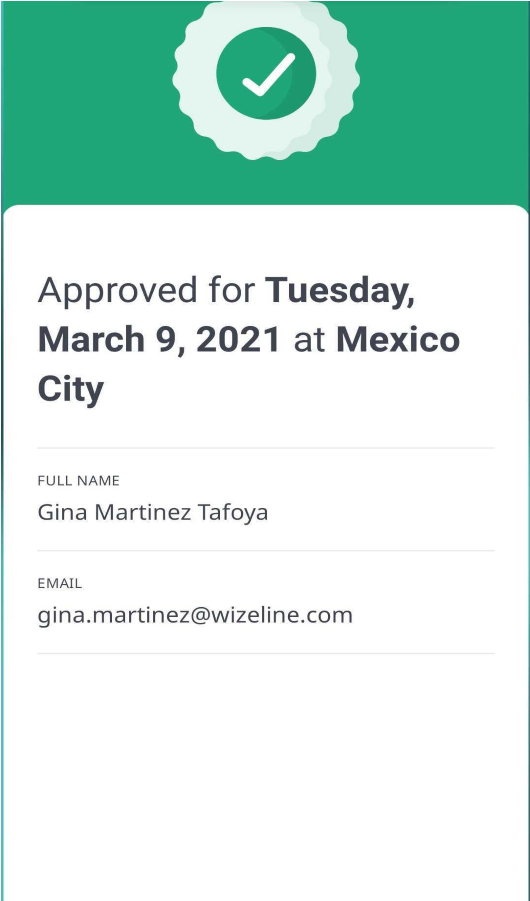 Approved for Tuesday,
March 9, 2021 at Mexico
City
FULL NAME
Gina Martinez Tafoya
EMAIL
gina.martinez@wizeline.com